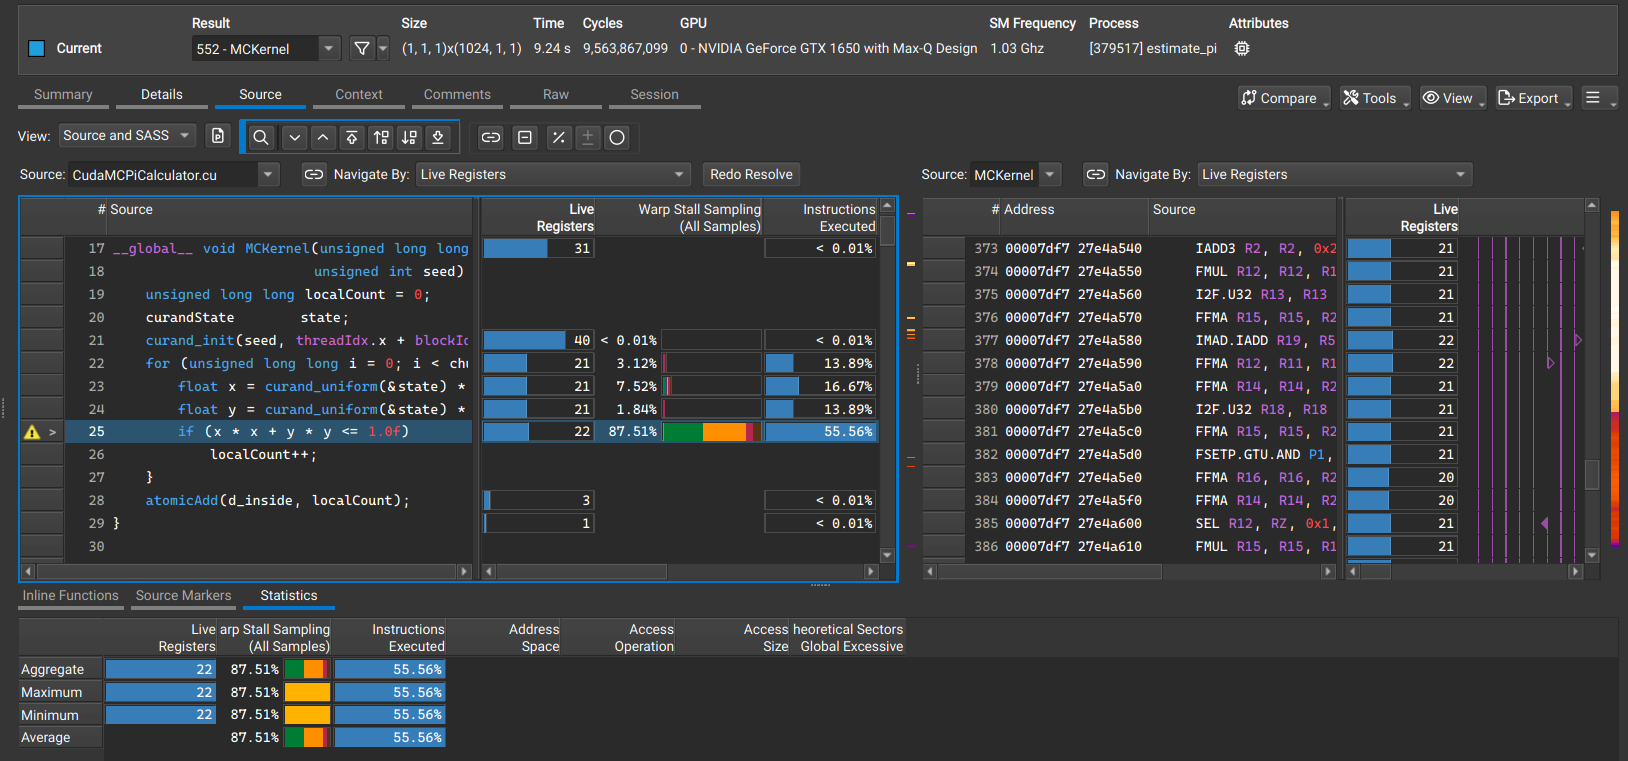 Result Size Time Cycles GPU SM Frequency Process Attributes
Current 552 - MCKernel (1, 1, 1)x(1024, 1, 1) 9.24 s 9,563,867,099 0 - NVIDIA GeForce GTX 1650 with Max-Q Design 1.03 Ghz [379517] estimate_pi
Summary Details Source Context Comments Raw Session Compare Tools View Export
View: Source and SASS
Source: CudaMCPiCalculator.cu Navigate By: Live Registers Redo Resolve Source: MCKernel Navigate By: Live Registers
# Source Live Registers Warp Stall Sampling (All Samples) Instructions Executed
17 __global__ void MCKernel(unsigned long long 31 < 0.01%
18 unsigned int seed)
19 unsigned long long localCount = 0;
20 curandState state;
21 curand_init(seed, threadIdx.x + blockId 40 < 0.01% < 0.01%
22 for (unsigned long long i = 0; i < chu 21 3.12% 13.89%
23 float x = curand_uniform(&state) * 21 7.52% 16.67%
24 float y = curand_uniform(&state) * 21 1.84% 13.89%
> 25 if (x * x + y * y <= 1.0f) 22 87.51% 55.56%
26 localCount++;
27 }
28 atomicAdd(d_inside, localCount); 3 < 0.01%
29 } 1 < 0.01%
30
# Address Source Live Registers
373 00007df7 27e4a540 IADD3 R2, R2, 0x2 21
374 00007df7 27e4a550 FMUL R12, R12, R1 21
375 00007df7 27e4a560 I2F.U32 R13, R13 21
376 00007df7 27e4a570 FFMA R15, R15, R2 21
377 00007df7 27e4a580 IMAD.IADD R19, R5 22
378 00007df7 27e4a590 FFMA R12, R11, R1 22
379 00007df7 27e4a5a0 FFMA R14, R14, R2 21
380 00007df7 27e4a5b0 I2F.U32 R18, R18 21
381 00007df7 27e4a5c0 FFMA R15, R15, R2 21
382 00007df7 27e4a5d0 FSETP.GTU.AND P1, 21
383 00007df7 27e4a5e0 FFMA R16, R16, R2 20
384 00007df7 27e4a5f0 FFMA R14, R14, R2 20
385 00007df7 27e4a600 SEL R12, RZ, 0x1, 21
386 00007df7 27e4a610 FMUL R15, R15, R1 21
Inline Functions Source Markers Statistics
Live Registers arp Stall Sampling (All Samples) Instructions Executed Address Space Access Operation Access Size heoretical Sectors Global Excessive
Aggregate 22 87.51% 55.56%
Maximum 22 87.51% 55.56%
Minimum 22 87.51% 55.56%
Average 87.51% 55.56%